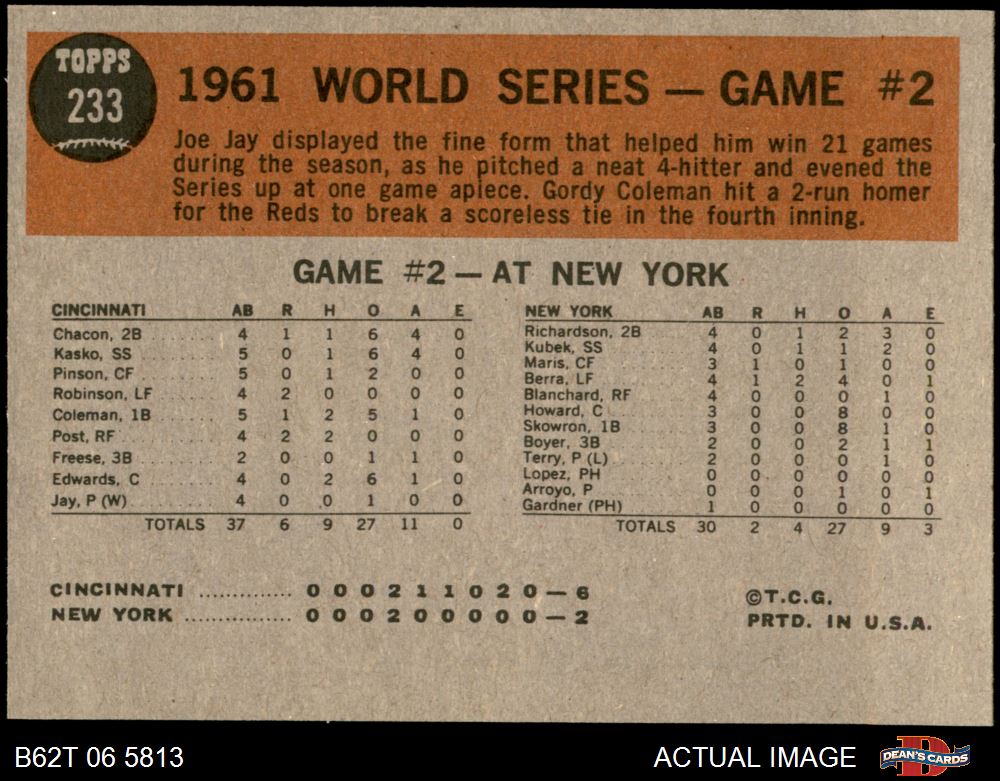 TOPPS
233
1961 WORLD SERIES — GAME #2
Joe Jay displayed the fine form that helped him win 21 games
during the season, as he pitched a neat 4-hitter and evened the
Series up at one game apiece. Gordy Coleman hit a 2-run homer
for the Reds to break a scoreless tie in the fourth inning.
GAME #2 — AT NEW YORK
CINCINNATI AB R H O A E
Chacon, 2B 4 1 1 6 4 0
Kasko, SS 5 0 1 6 4 0
Pinson, CF 5 0 1 2 0 0
Robinson, LF 4 2 0 0 0 0
Coleman, 1B 5 1 2 5 1 0
Post, RF 4 2 2 0 0 0
Freese, 3B 2 0 0 1 1 0
Edwards, C 4 0 2 6 1 0
Jay, P (W) 4 0 0 1 0 0
TOTALS 37 6 9 27 11 0
NEW YORK AB R H O A E
Richardson, 2B 4 0 1 2 3 0
Kubek, SS 4 0 1 1 2 0
Maris, CF 3 1 0 1 0 0
Berra, LF 4 1 2 4 0 1
Blanchard, RF 4 0 0 0 1 0
Howard, C 3 0 0 8 0 0
Skowron, 1B 3 0 0 8 1 0
Boyer, 3B 2 0 0 2 1 1
Terry, P (L) 2 0 0 0 1 0
Lopez, PH 0 0 0 0 0 0
Arroyo, P 0 0 0 1 0 1
Gardner (PH) 1 0 0 0 0 0
TOTALS 30 2 4 27 9 3
CINCINNATI .............. 0 0 0 2 1 1 0 2 0 — 6
NEW YORK ................ 0 0 0 2 0 0 0 0 0 — 2
©T.C.G.
PRTD. IN U.S.A.
B62T 06 5813
ACTUAL IMAGE
DEAN'S CARDS